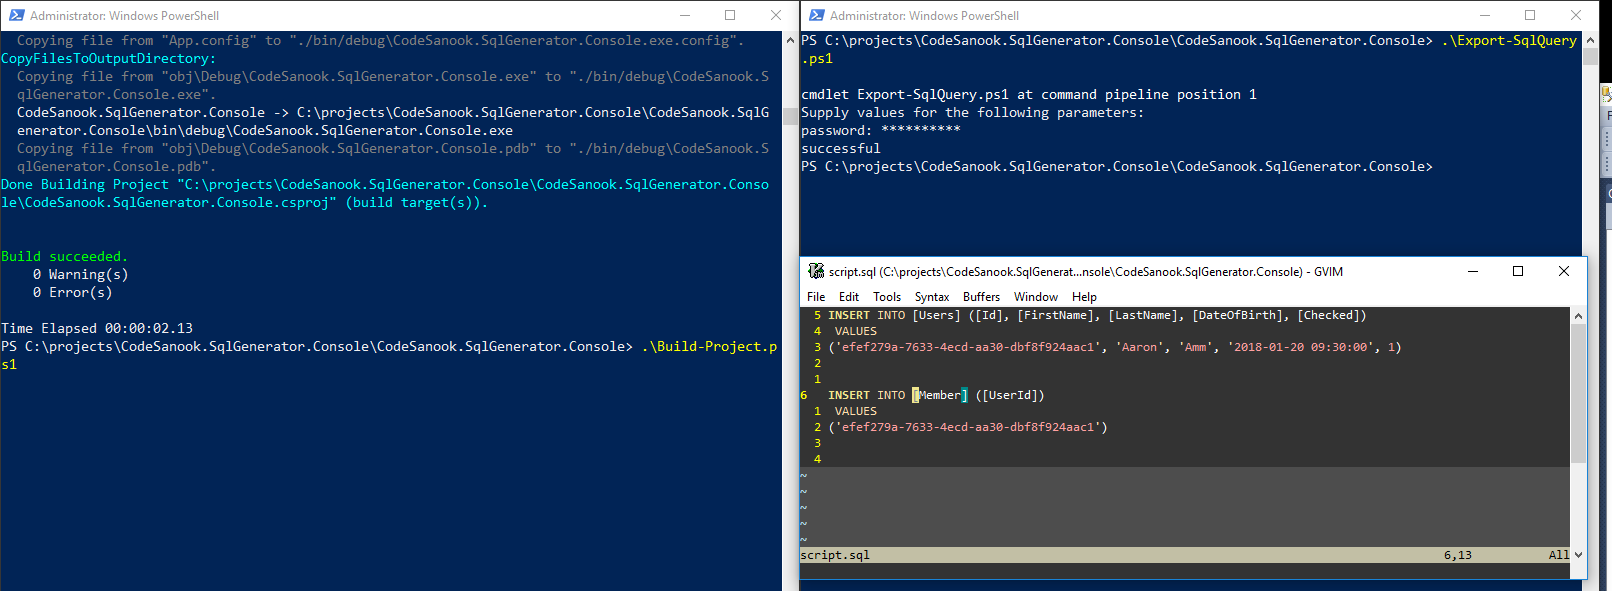 Administrator: Windows PowerShell
Copying file from "App.config" to "./bin/debug\CodeSanook.SqlGenerator.Console.exe.config".
CopyFilesToOutputDirectory:
Copying file from "obj\Debug\CodeSanook.SqlGenerator.Console.exe" to "./bin/debug\CodeSanook.S
qlGenerator.Console.exe".
CodeSanook.SqlGenerator.Console -> C:\projects\CodeSanook.SqlGenerator.Console\CodeSanook.SqlG
enerator.Console\bin\debug\CodeSanook.SqlGenerator.Console.exe
Copying file from "obj\Debug\CodeSanook.SqlGenerator.Console.pdb" to "./bin/debug\CodeSanook.S
qlGenerator.Console.pdb".
Done Building Project "C:\projects\CodeSanook.SqlGenerator.Console\CodeSanook.SqlGenerator.Conso
le\CodeSanook.SqlGenerator.Console.csproj" (build target(s)).
Build succeeded.
0 Warning(s)
0 Error(s)
Time Elapsed 00:00:02.13
PS C:\projects\CodeSanook.SqlGenerator.Console\CodeSanook.SqlGenerator.Console> .\Build-Project.p
s1
Administrator: Windows PowerShell
PS C:\projects\CodeSanook.SqlGenerator.Console\CodeSanook.SqlGenerator.Console> .\Export-SqlQuery
.ps1
cmdlet Export-SqlQuery.ps1 at command pipeline position 1
Supply values for the following parameters:
password: **********
successful
PS C:\projects\CodeSanook.SqlGenerator.Console\CodeSanook.SqlGenerator.Console>
script.sql (C:\projects\CodeSanook.SqlGenerat...nsole\CodeSanook.SqlGenerator.Console) - GVIM
File Edit Tools Syntax Buffers Window Help
5 INSERT INTO [Users] ([Id], [FirstName], [LastName], [DateOfBirth], [Checked])
4 VALUES
3 ('efef279a-7633-4ecd-aa30-dbf8f924aac1', 'Aaron', 'Amm', '2018-01-20 09:30:00', 1)
2
1
6 INSERT INTO [Member] ([UserId])
1 VALUES
2 ('efef279a-7633-4ecd-aa30-dbf8f924aac1')
3
4
~
~
~
~
~
script.sql 6,13 All